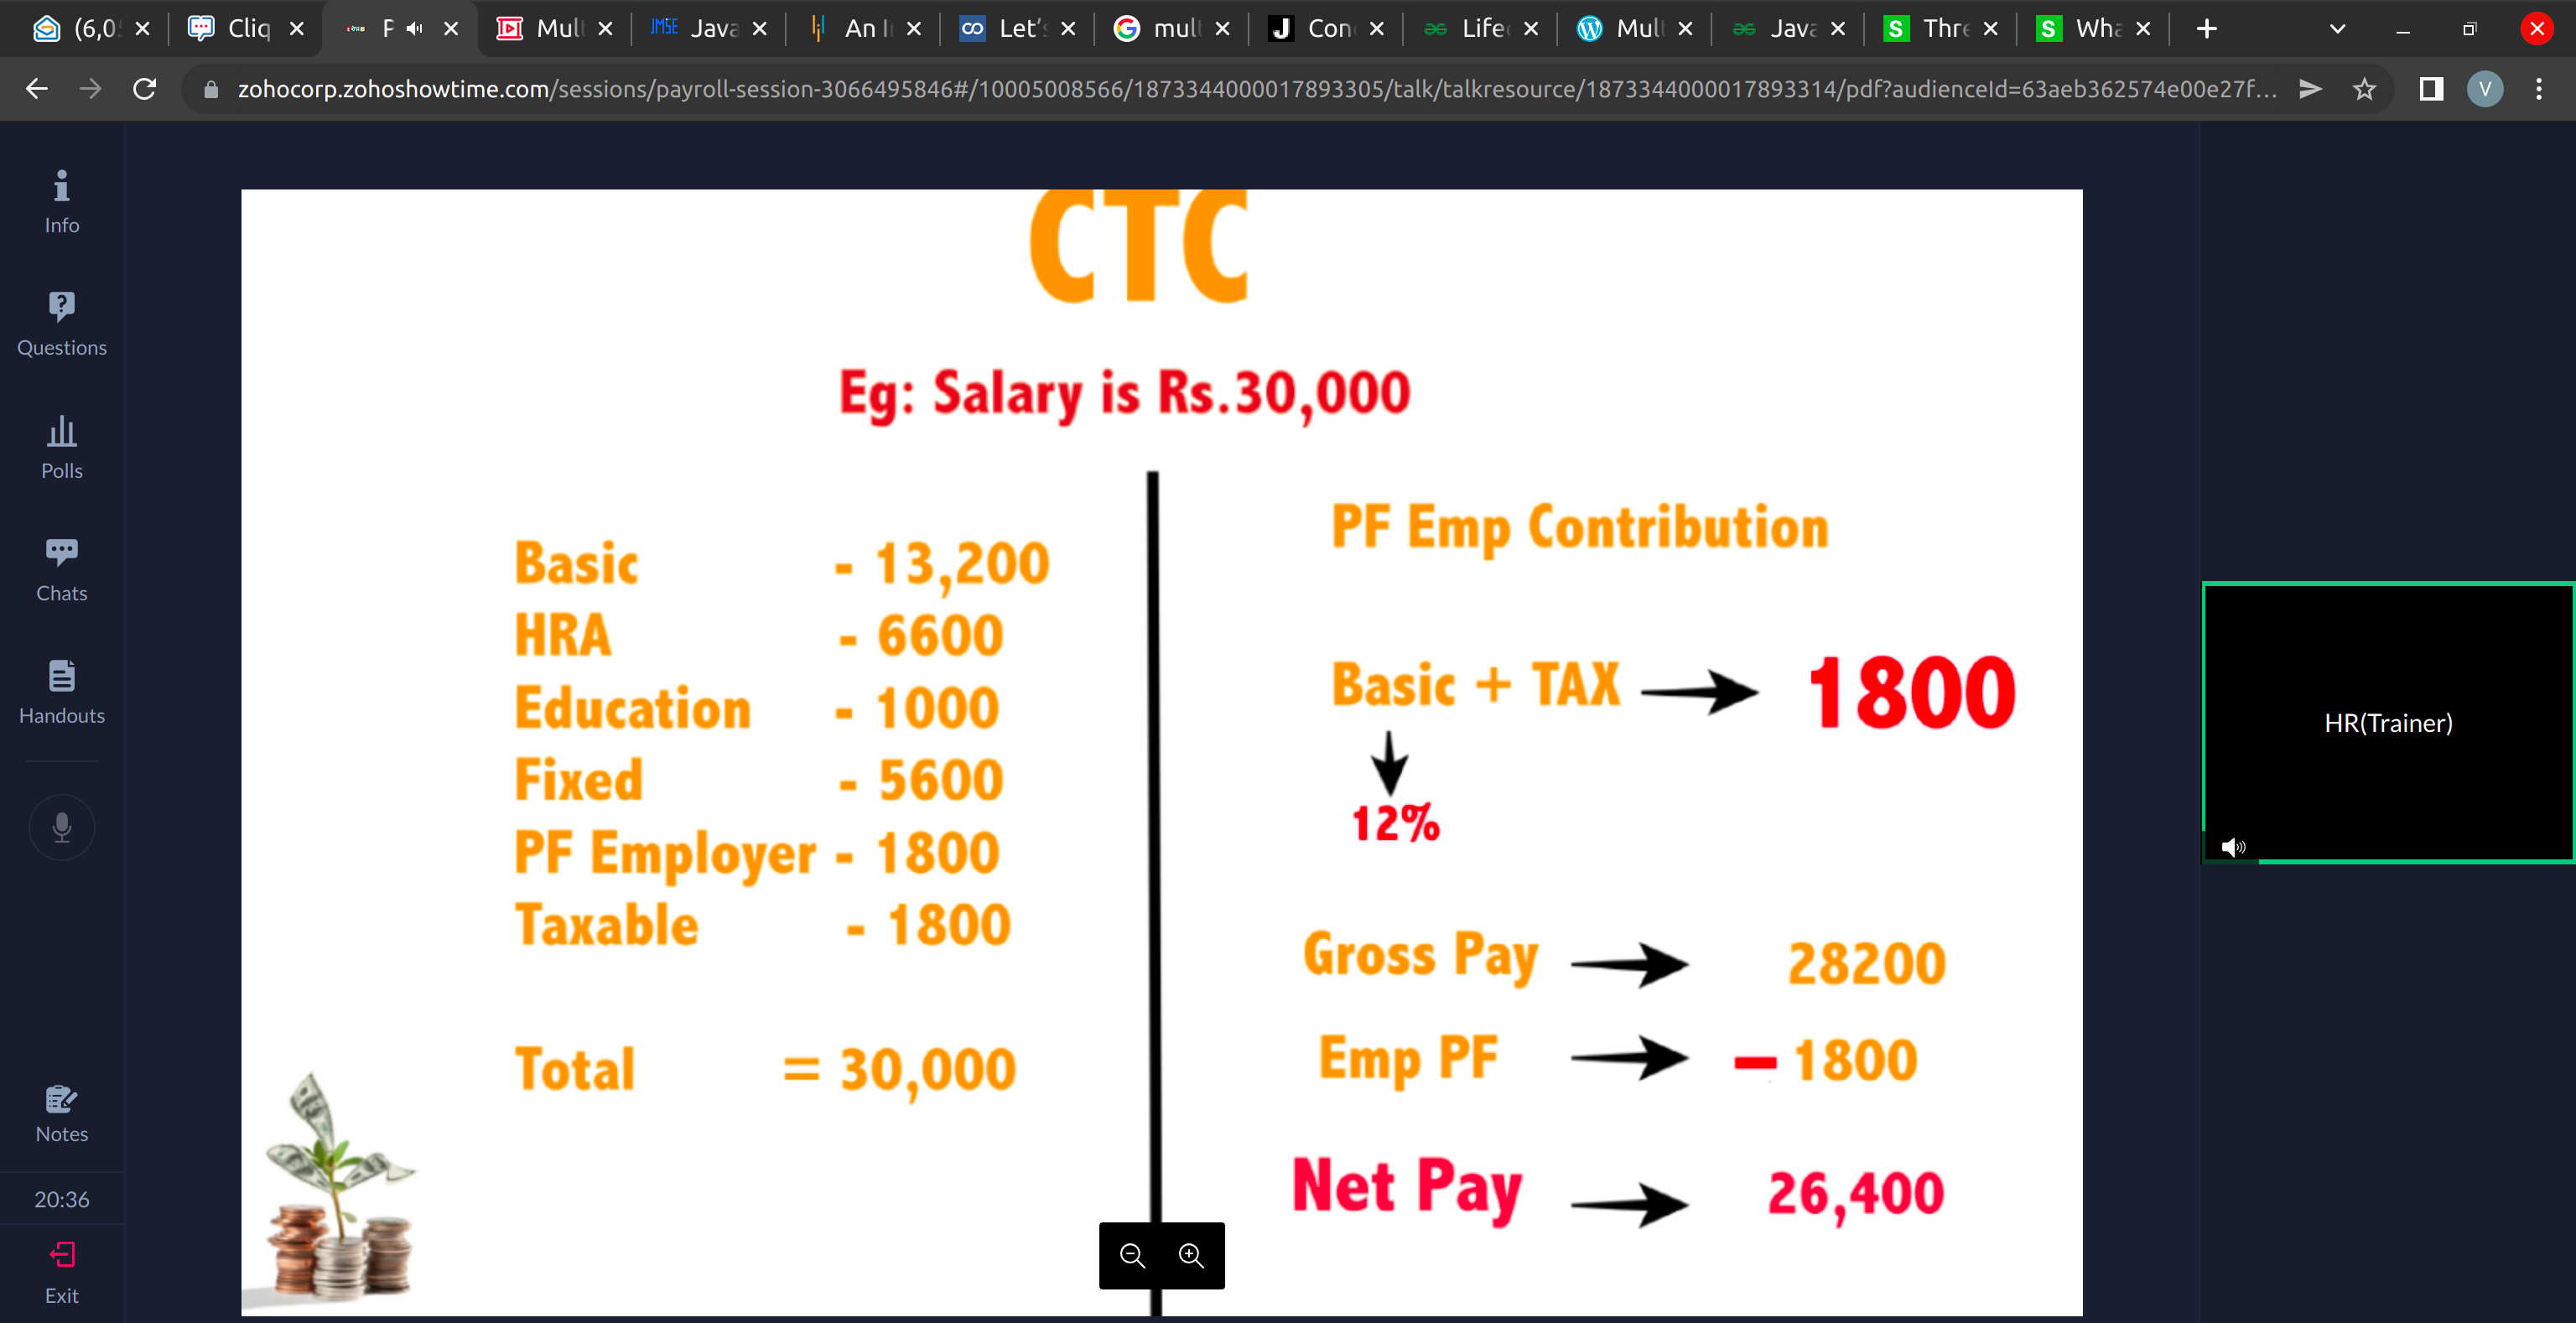 (6,0 Cliq P Mul Java An I Let's mul Con Life Mul Java Thre Wha
zohocorp.zohoshowtime.com/sessions/payroll-session-3066495846#/10005008566/1873344000017893305/talk/talkresource/1873344000017893314/pdf?audienceId=63aeb362574e00e27f...
V
Info
Questions
Polls
Chats
Handouts
Notes
20:36
Exit
CTC
Eg: Salary is Rs.30,000
Basic - 13,200
HRA - 6600
Education - 1000
Fixed - 5600
PF Employer - 1800
Taxable - 1800
Total = 30,000
PF Emp Contribution
Basic + TAX 1800
12%
Gross Pay 28200
Emp PF - 1800
Net Pay 26,400
HR(Trainer)